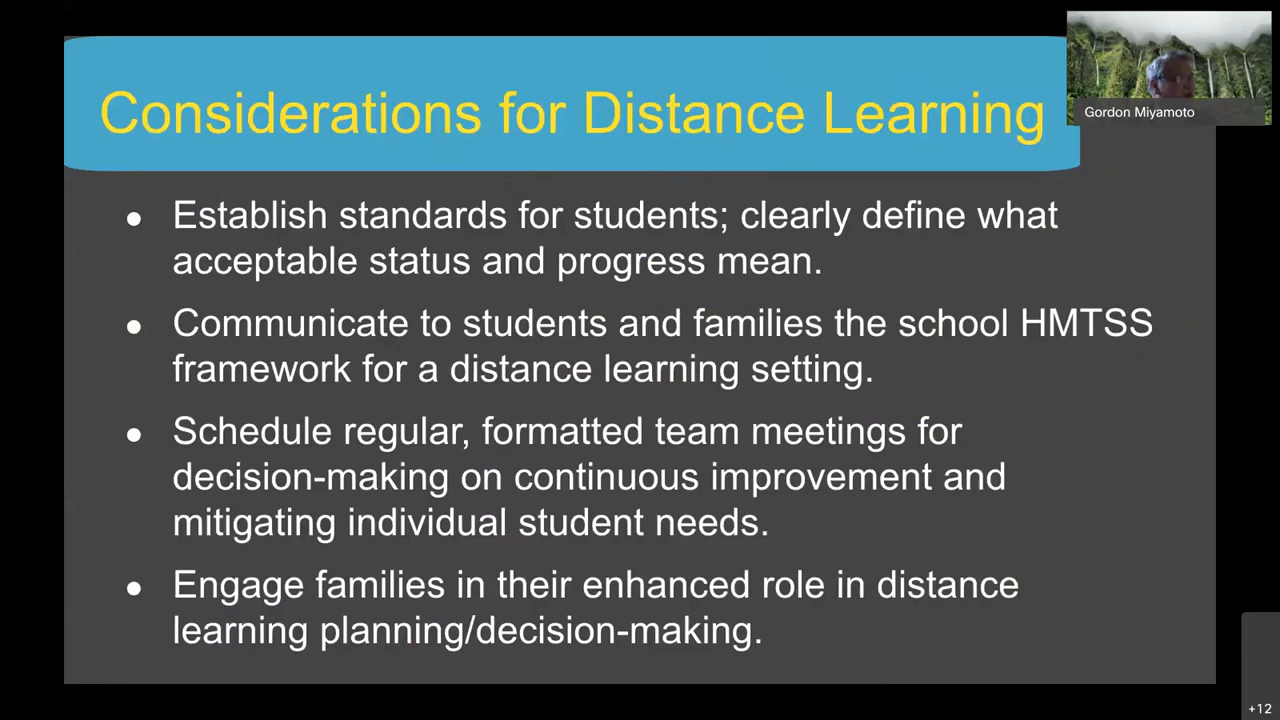 Considerations for Distance Learning
Gordon Miyamoto
● Establish standards for students; clearly define what
acceptable status and progress mean.
● Communicate to students and families the school HMTSS
framework for a distance learning setting.
● Schedule regular, formatted team meetings for
decision-making on continuous improvement and
mitigating individual student needs.
● Engage families in their enhanced role in distance
learning planning/decision-making.
+12